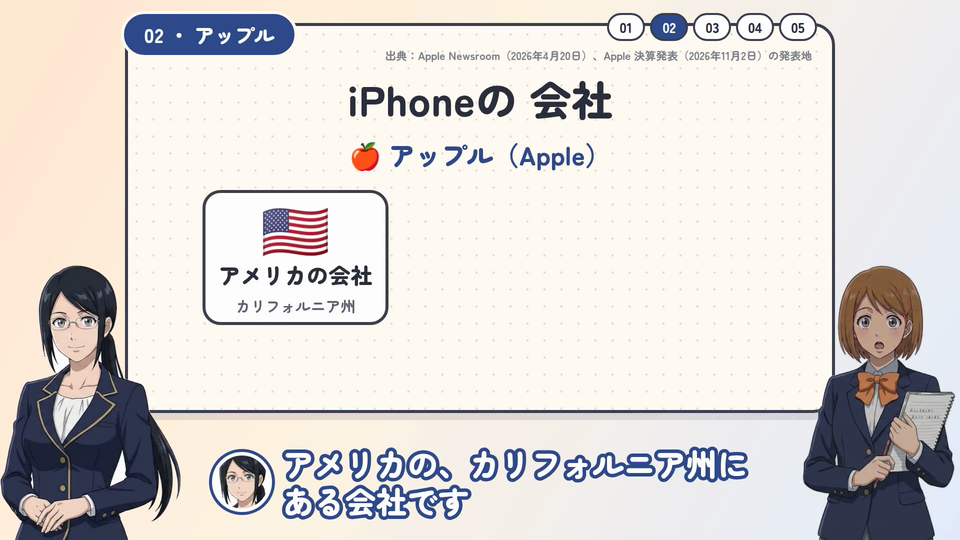 02 ・ アップル
01 02 03 04 05
出典：Apple Newsroom（2026年4月20日）、Apple 決算発表（2026年11月2日）の発表地
iPhoneの 会社
アップル（Apple）
アメリカの会社
カリフォルニア州
アメリカの、カリフォルニア州に
ある会社です